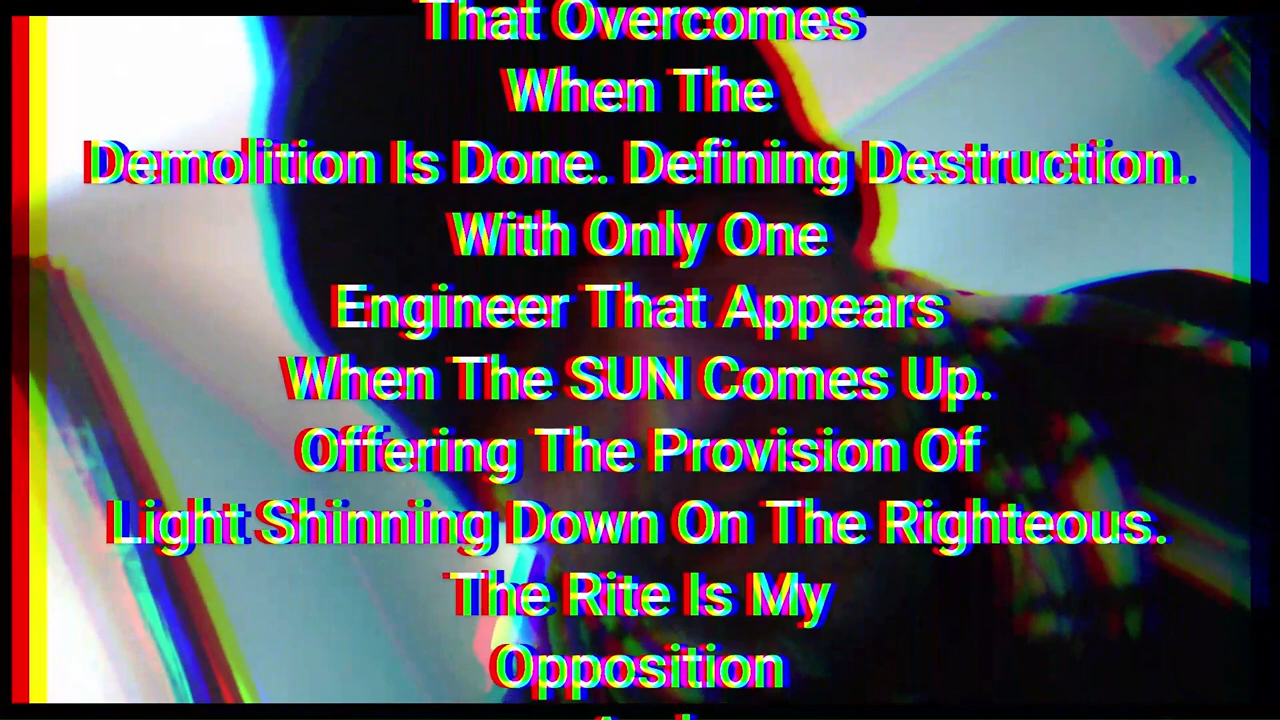 That Overcomes
When The
Demolition Is Done. Defining Destruction.
With Only One
Engineer That Appears
When The SUN Comes Up.
Offering The Provision Of
Light Shinning Down On The Righteous.
The Rite Is My
Opposition